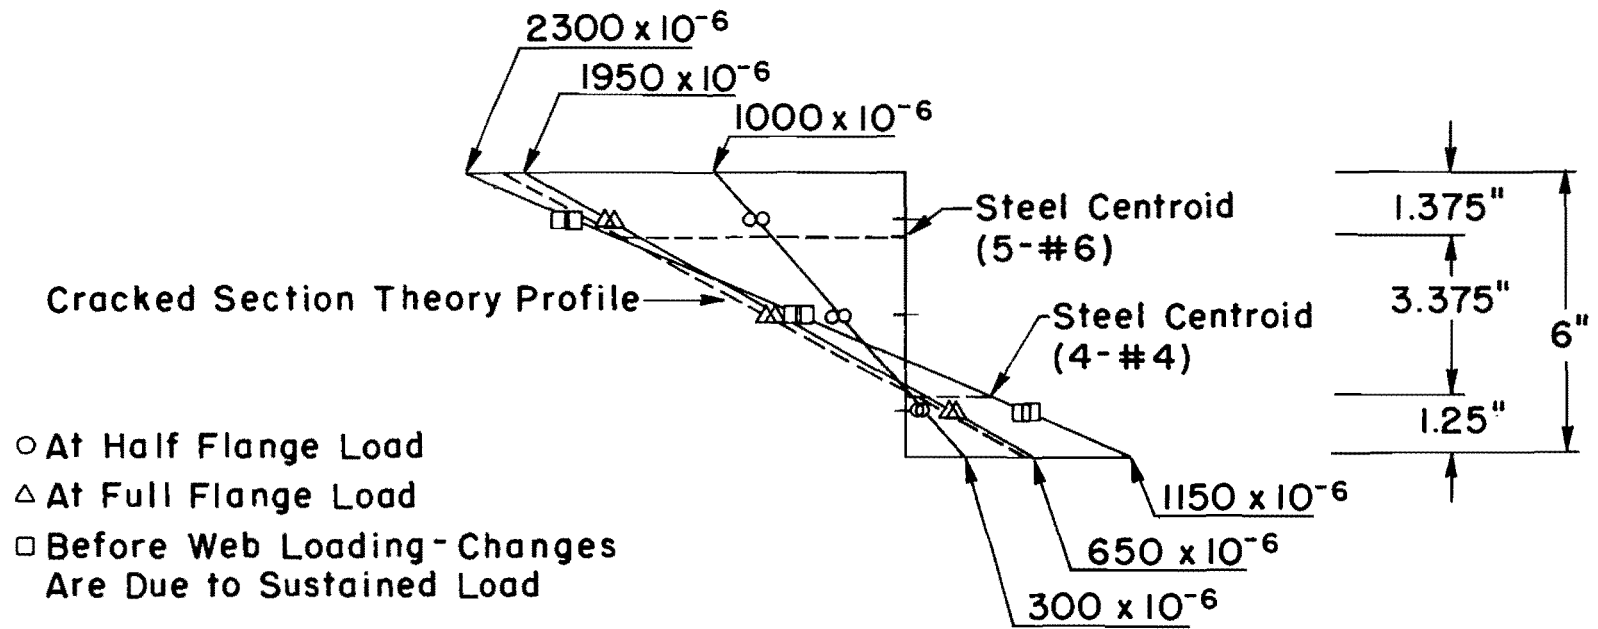 2300 x 10⁻⁶
1950 x 10⁻⁶
1000 x 10⁻⁶
Steel Centroid
(5-#6)
1.375"
Cracked Section Theory Profile
3.375"
Steel Centroid
(4-#4)
6"
1.25"
At Half Flange Load
At Full Flange Load
Before Web Loading-Changes
Are Due to Sustained Load
1150 x 10⁻⁶
650 x 10⁻⁶
300 x 10⁻⁶